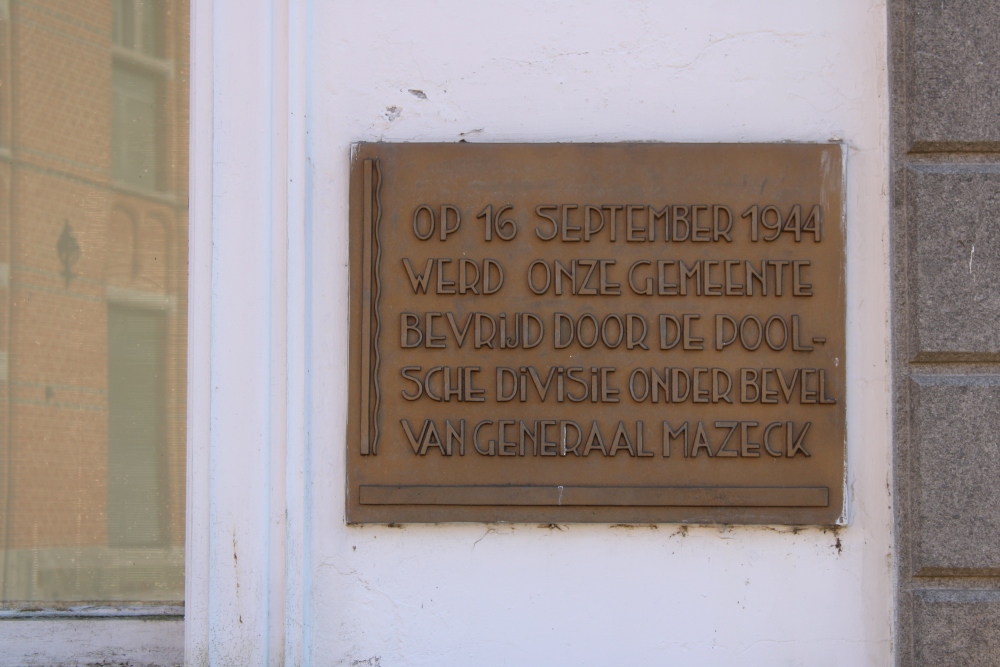 OP 16 SEPTEMBER 1944
WERD ONZE GEMEENTE
BEVRIJD DOOR DE POOL-
SCHE DIVISIE ONDER BEVEL
VAN GENERAAL MAZECK